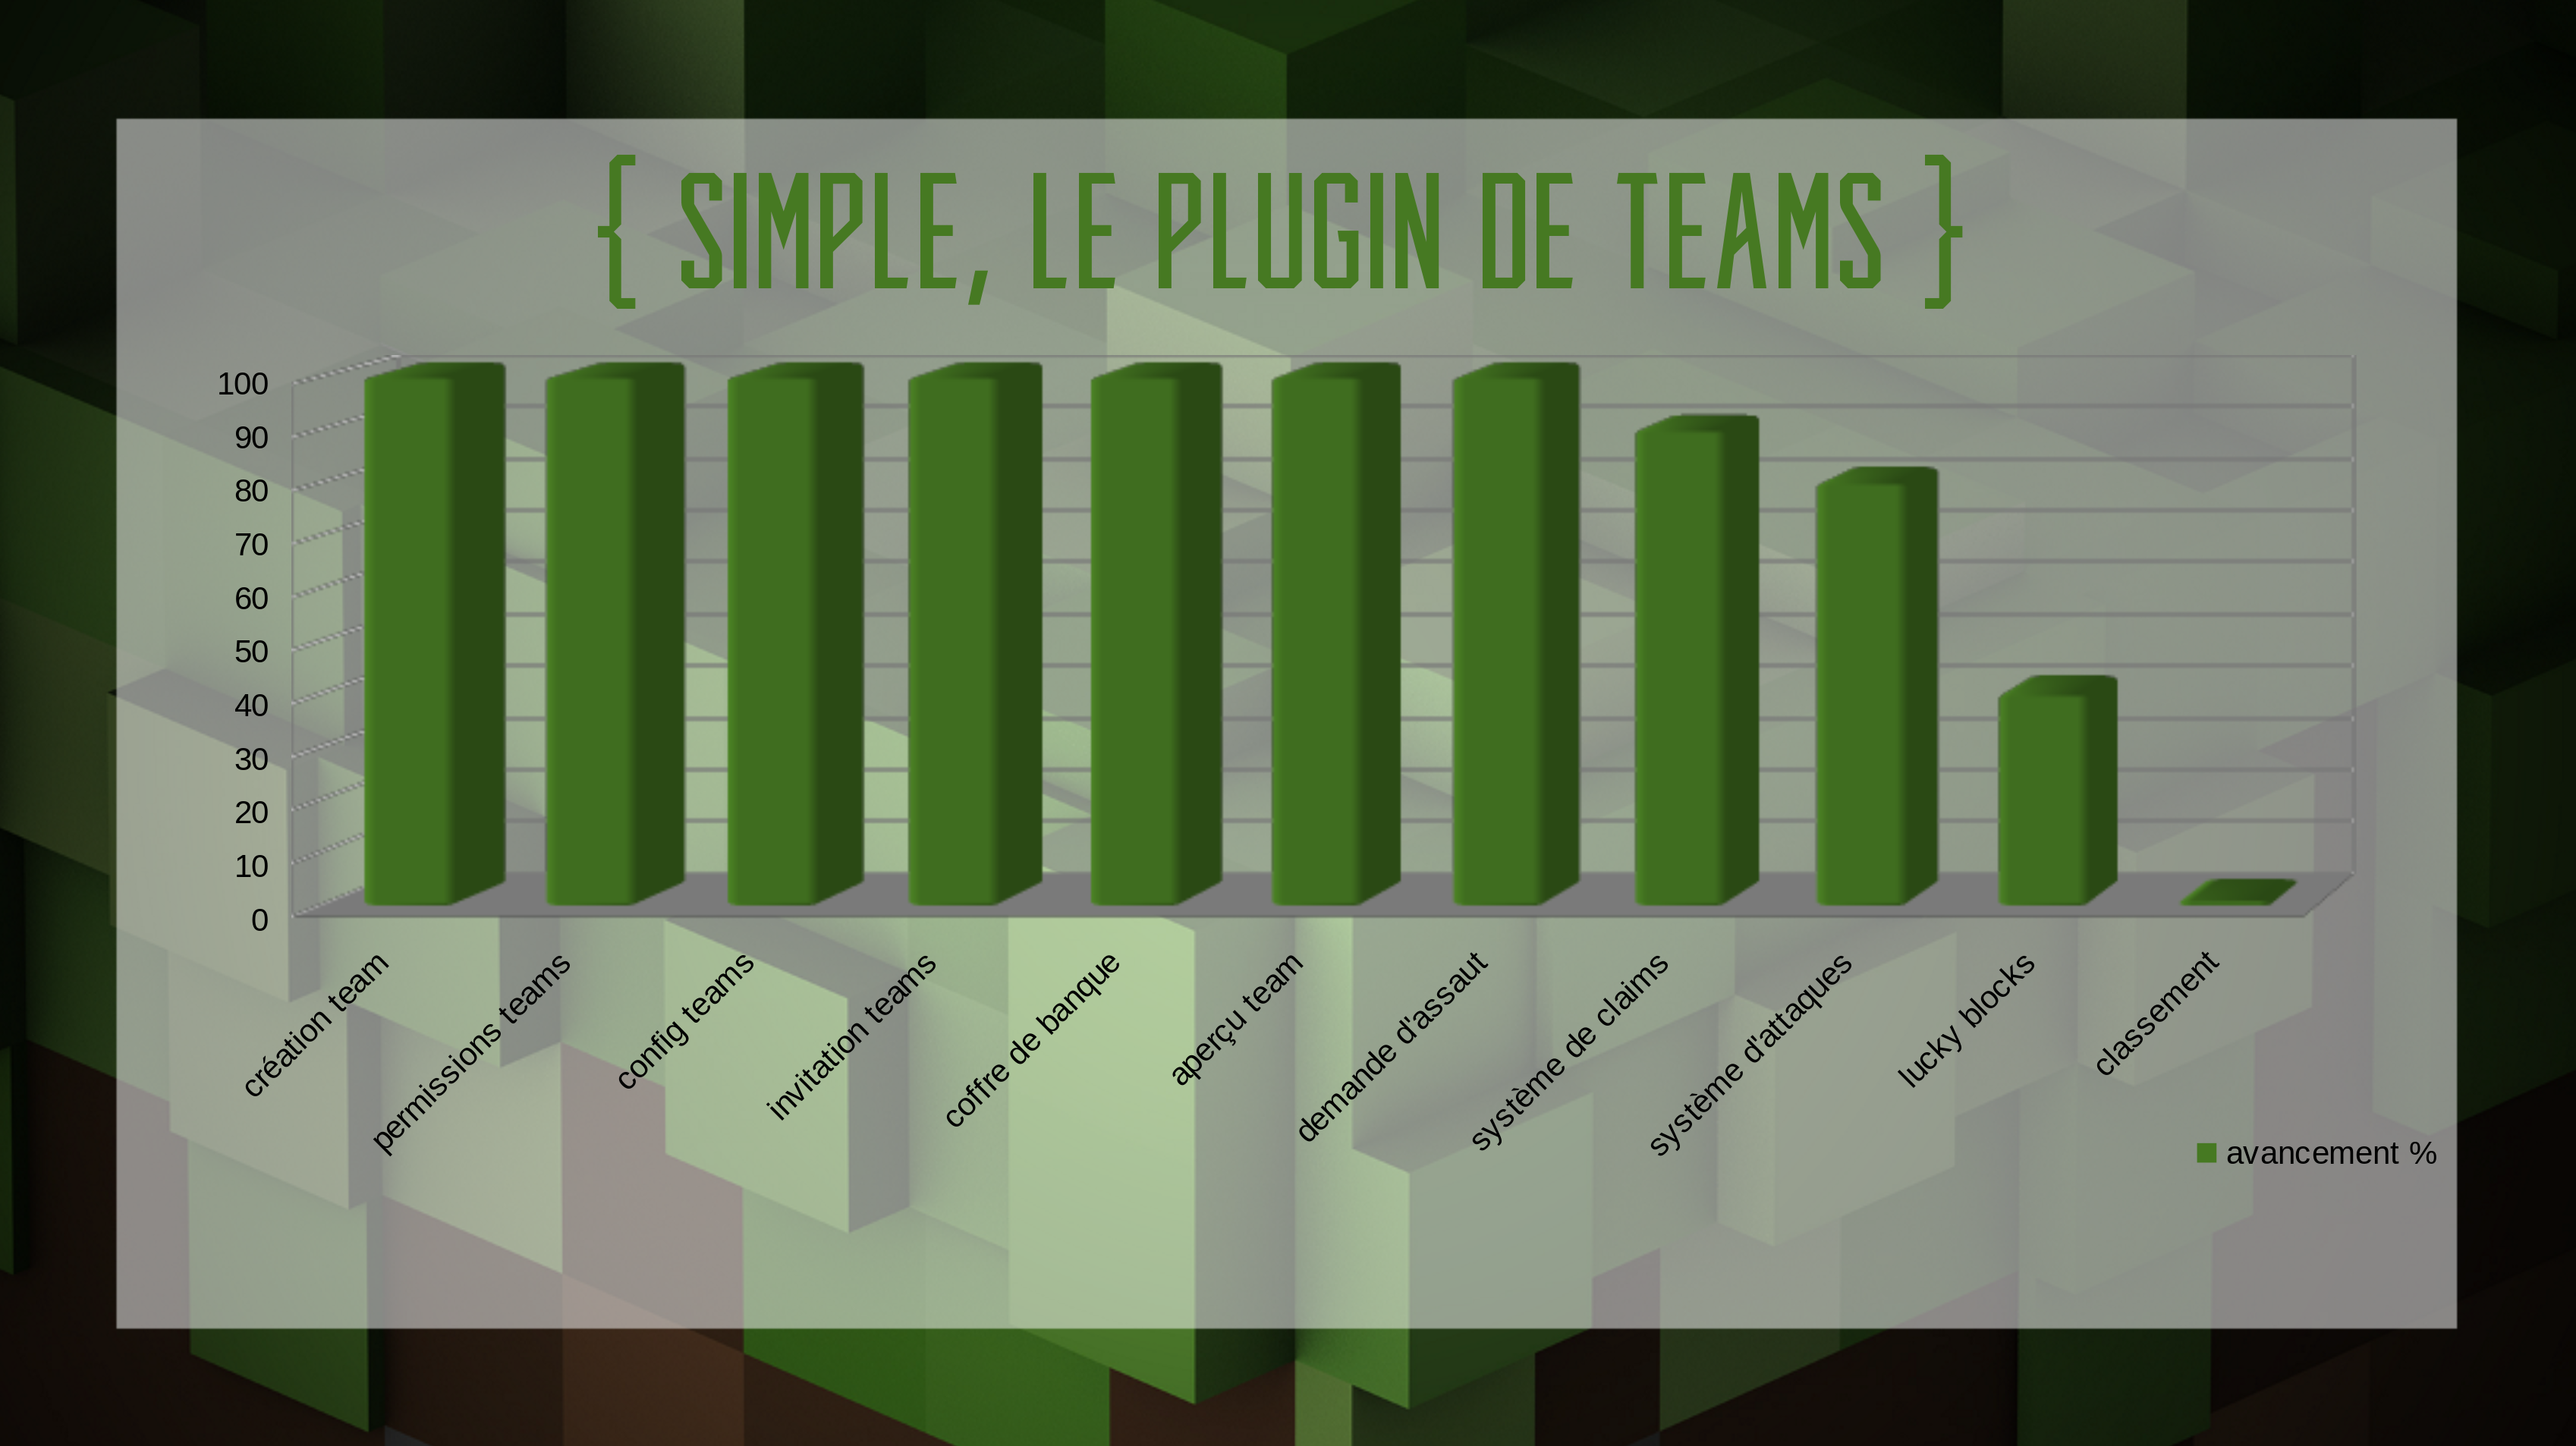 { SIMPLE, LE PLUGIN DE TEAMS }
100
90
80
70
60
50
40
30
20
10
0
création team
permissions teams
config teams
invitation teams
coffre de banque
aperçu team
demande d'assaut
système de claims
système d'attaques
lucky blocks
classement
avancement %